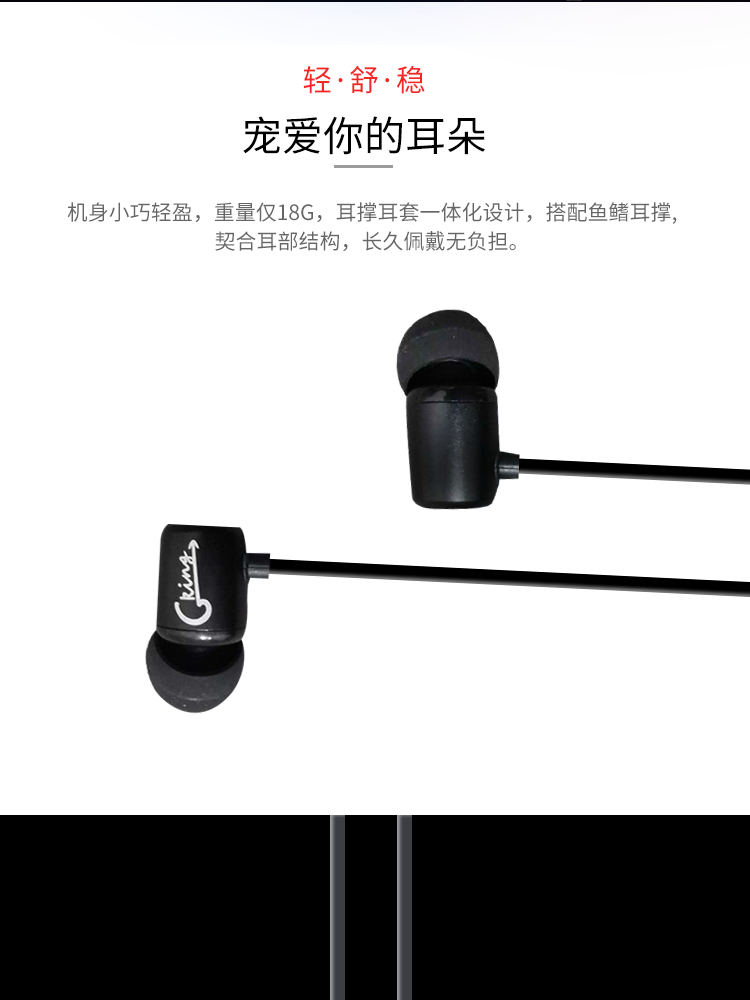 轻·舒·稳
宠爱你的耳朵
机身小巧轻盈，重量仅18G，耳撑耳套一体化设计，搭配鱼鳍耳撑,
契合耳部结构，长久佩戴无负担。
Gking